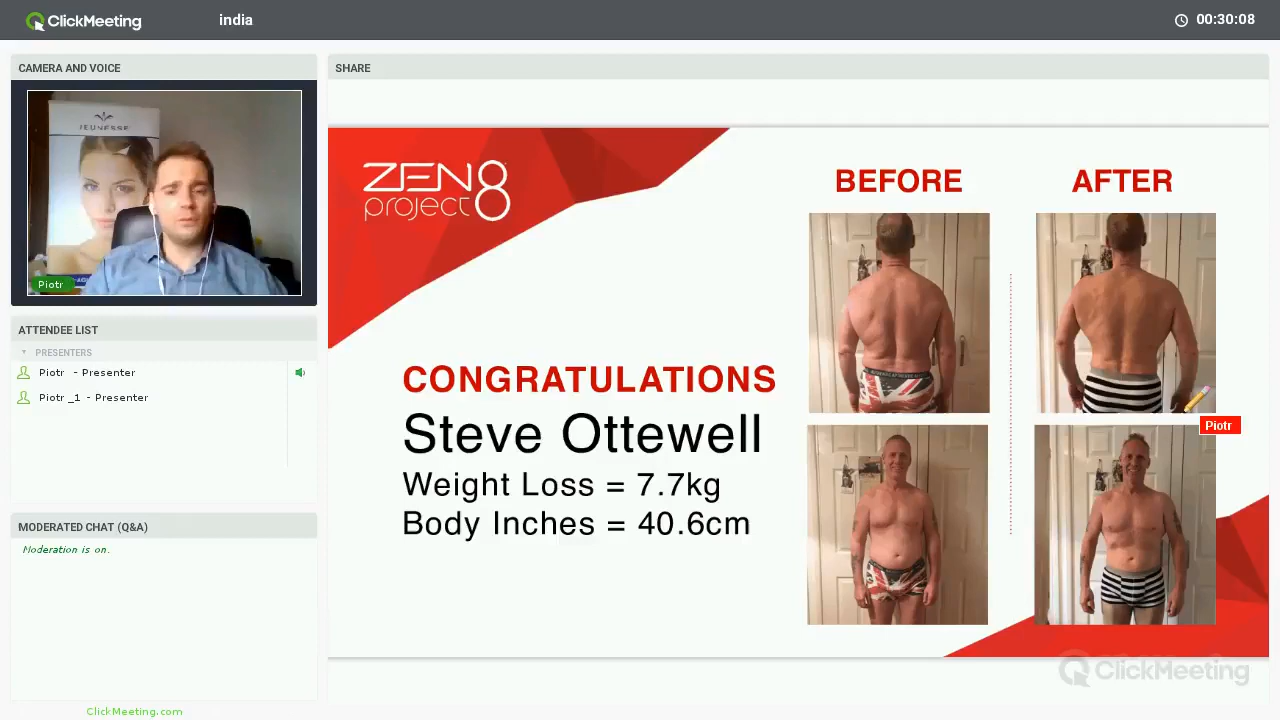 ClickMeeting
india
00:30:08
CAMERA AND VOICE
JEUNESSE
Piotr
ATTENDEE LIST
PRESENTERS
Piotr - Presenter
Piotr _1 - Presenter
MODERATED CHAT (Q&A)
Moderation is on.
ClickMeeting.com
SHARE
ZEN8
project
BEFORE
AFTER
CONGRATULATIONS
Steve Ottewell
Weight Loss = 7.7kg
Body Inches = 40.6cm
Piotr
ClickMeeting